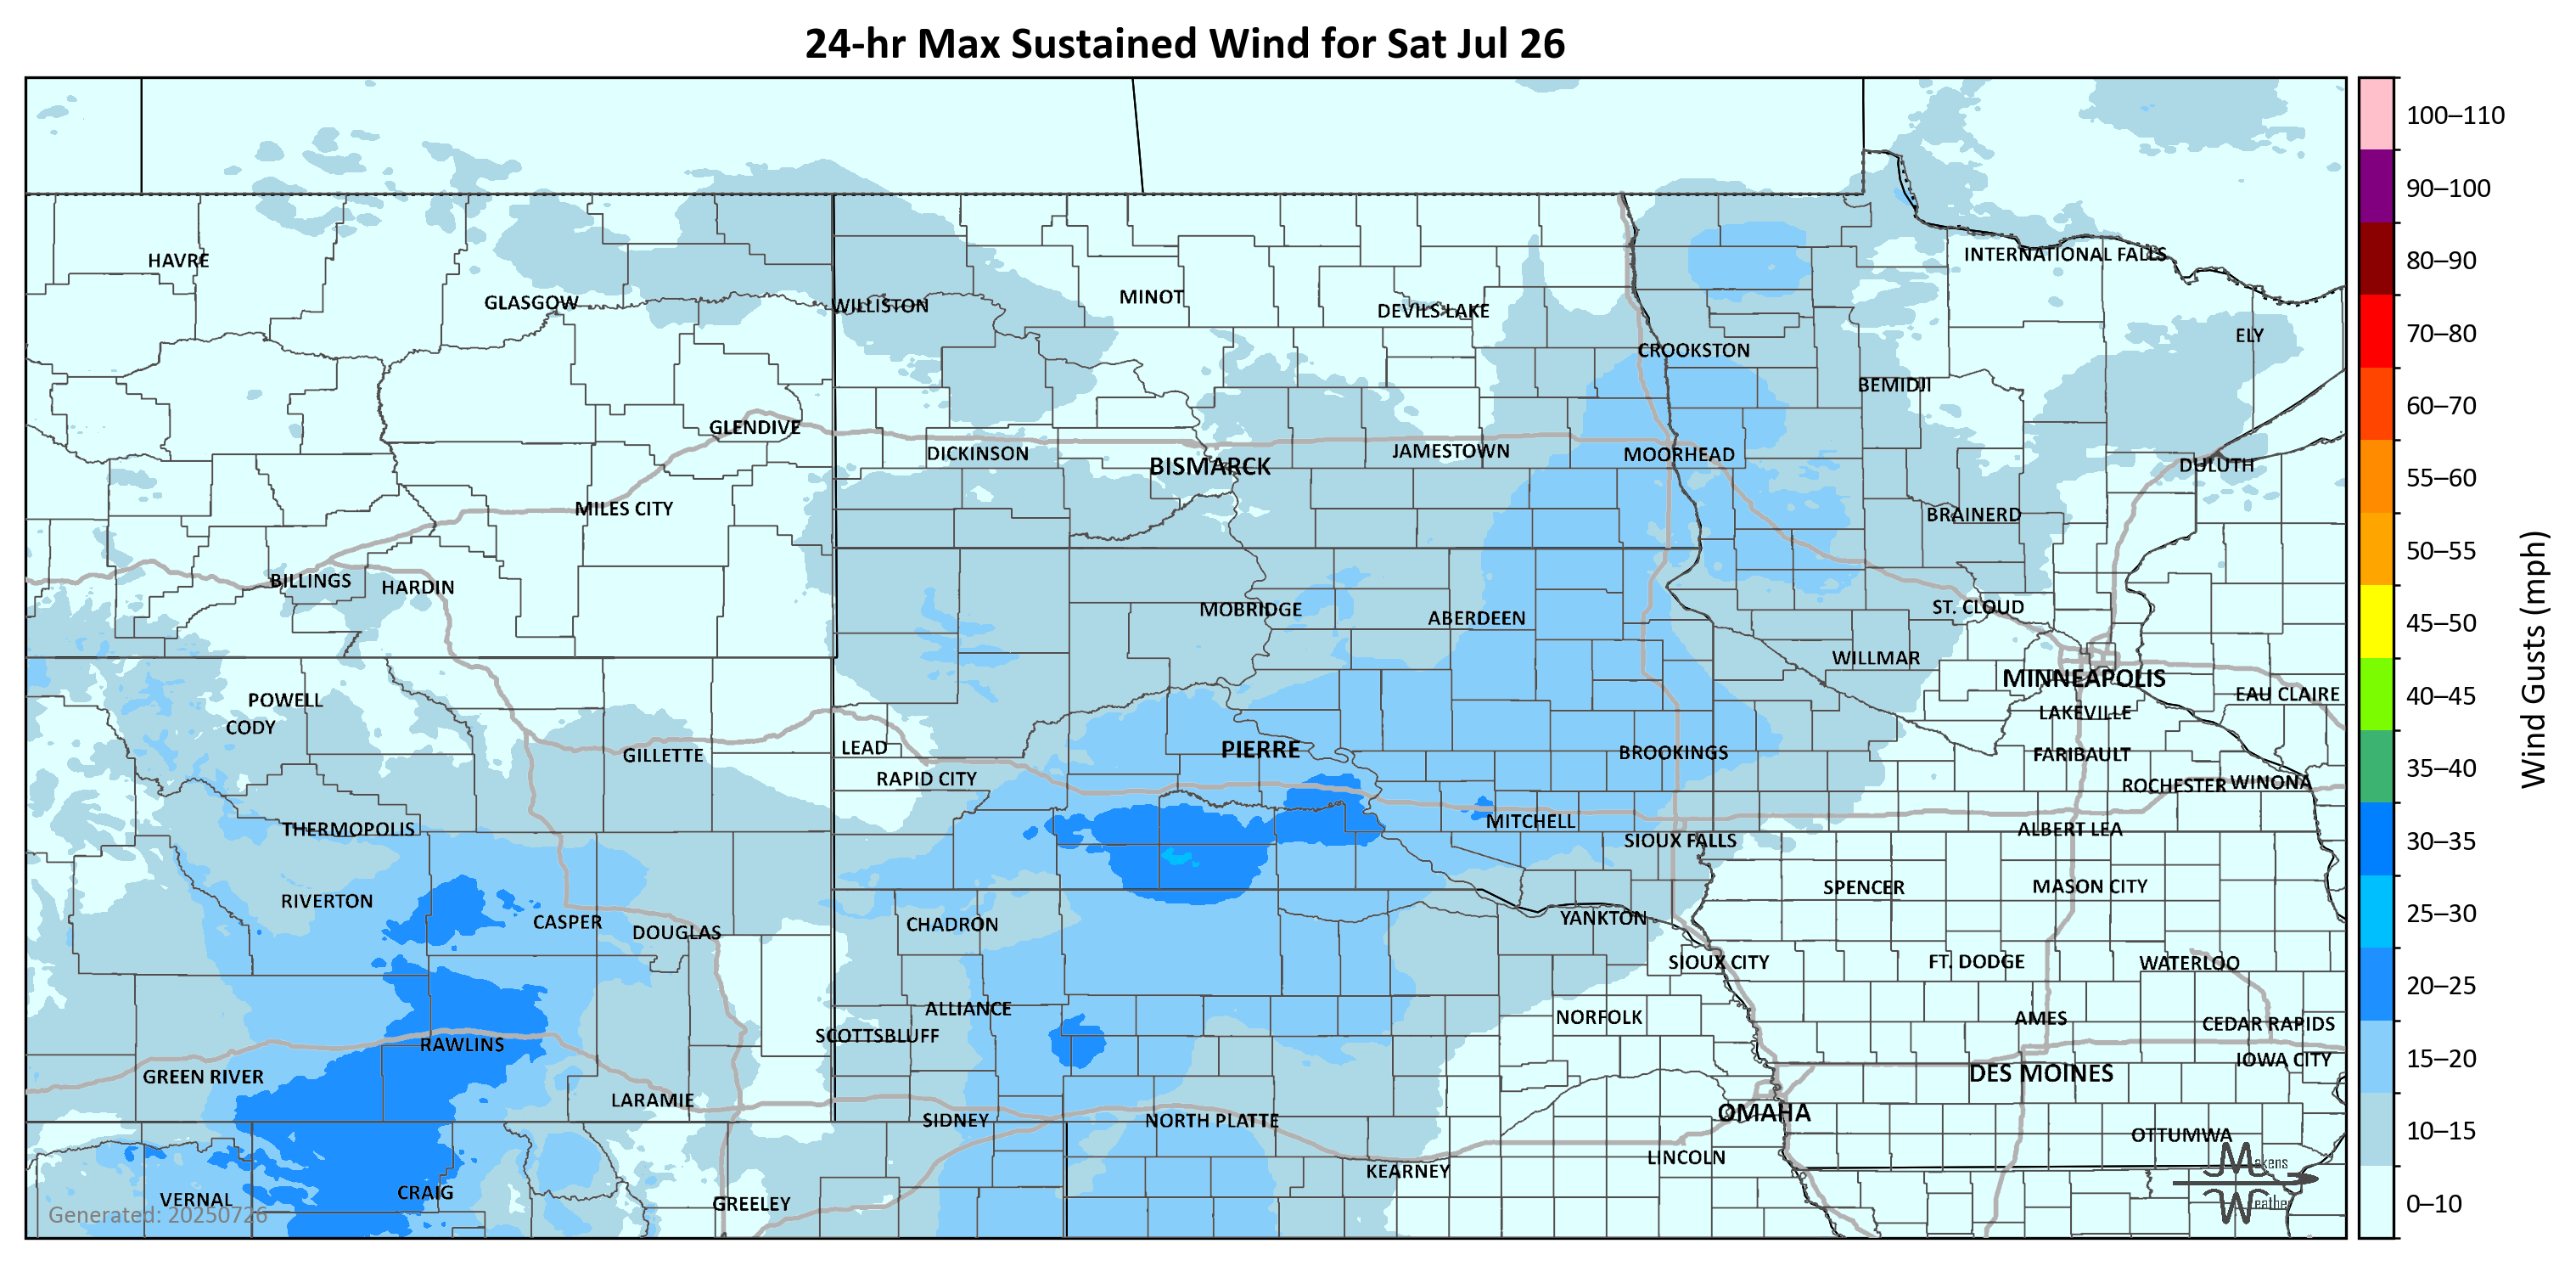 24-hr Max Sustained Wind for Sat Jul 26
100–110
90–100
80–90
70–80
60–70
55–60
50–55
45–50
40–45
35–40
30–35
25–30
20–25
15–20
10–15
0–10
Wind Gusts (mph)
HAVRE
INTERNATIONAL FALLS
GLASGOW
WILLISTON
MINOT
DEVILS LAKE
ELY
CROOKSTON
BEMIDJI
GLENDIVE
DICKINSON
BISMARCK
JAMESTOWN
MOORHEAD
DULUTH
MILES CITY
BRAINERD
BILLINGS
HARDIN
MOBRIDGE
ABERDEEN
ST. CLOUD
WILLMAR
MINNEAPOLIS
EAU CLAIRE
POWELL
CODY
LAKEVILLE
GILLETTE
LEAD
PIERRE
BROOKINGS
FARIBAULT
RAPID CITY
ROCHESTER
WINONA
THERMOPOLIS
MITCHELL
ALBERT LEA
SIOUX FALLS
RIVERTON
SPENCER
MASON CITY
CASPER
DOUGLAS
CHADRON
YANKTON
SIOUX CITY
FT. DODGE
WATERLOO
ALLIANCE
SCOTTSBLUFF
NORFOLK
AMES
CEDAR RAPIDS
RAWLINS
IOWA CITY
GREEN RIVER
DES MOINES
LARAMIE
SIDNEY
NORTH PLATTE
OMAHA
OTTUMWA
LINCOLN
KEARNEY
VERNAL
CRAIG
GREELEY
Makens
Weather
Generated: 20250726